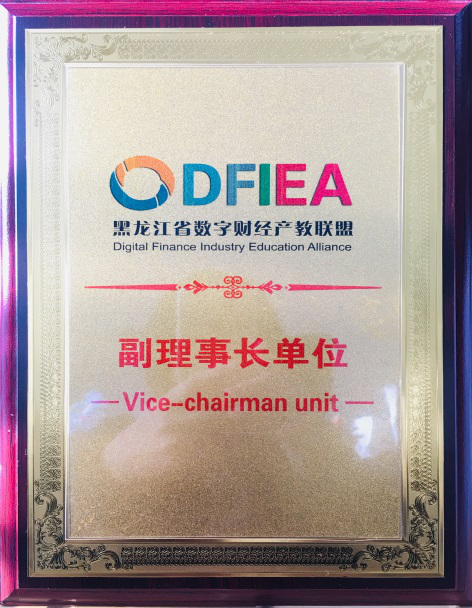 DFIEA
黑龙江省数字财经产教联盟
Digital Finance Industry Education Alliance
副理事长单位
Vice-chairman unit